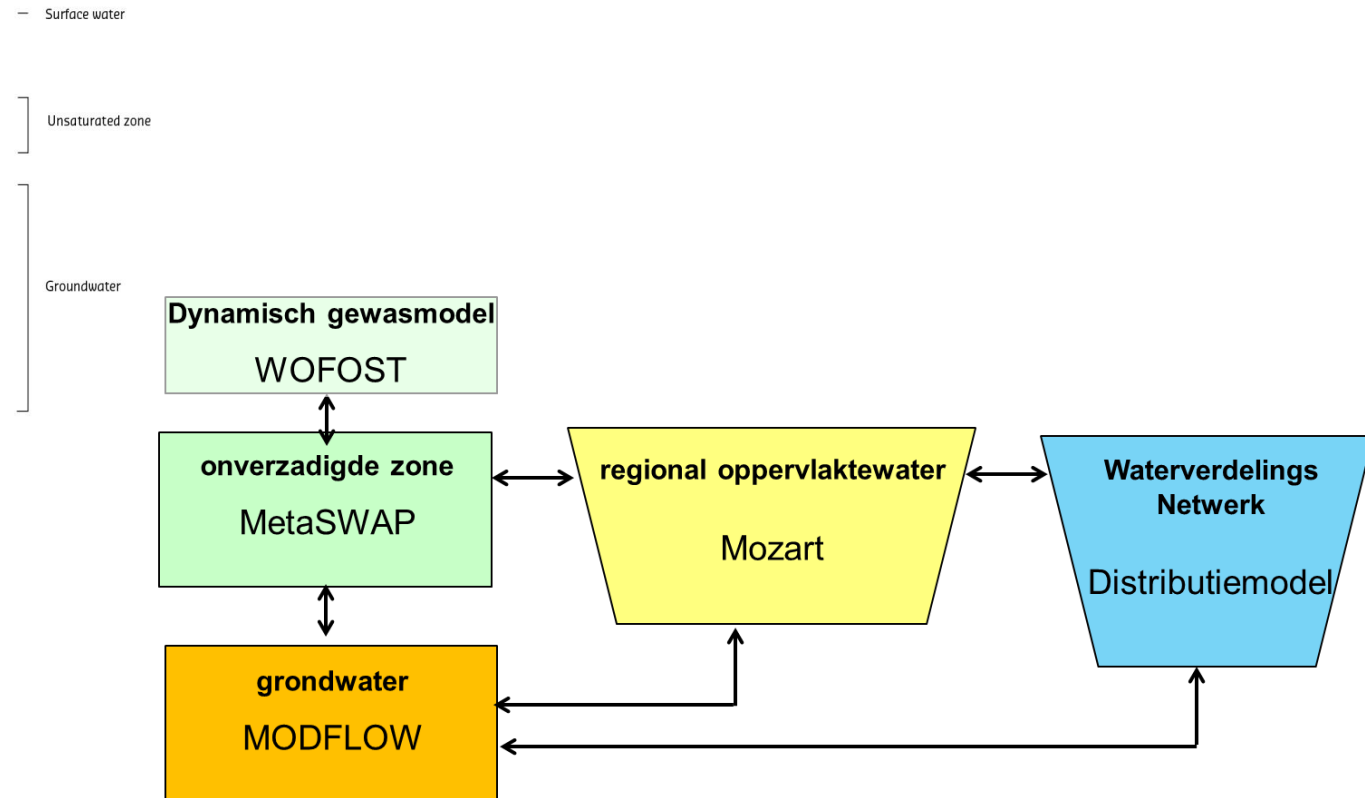 Surface water
Unsaturated zone
Groundwater
Dynamisch gewasmodel
WOFOST
onverzadigde zone
MetaSWAP
regional oppervlaktewater
Mozart
Waterverdelings
Netwerk
Distributiemodel
grondwater
MODFLOW